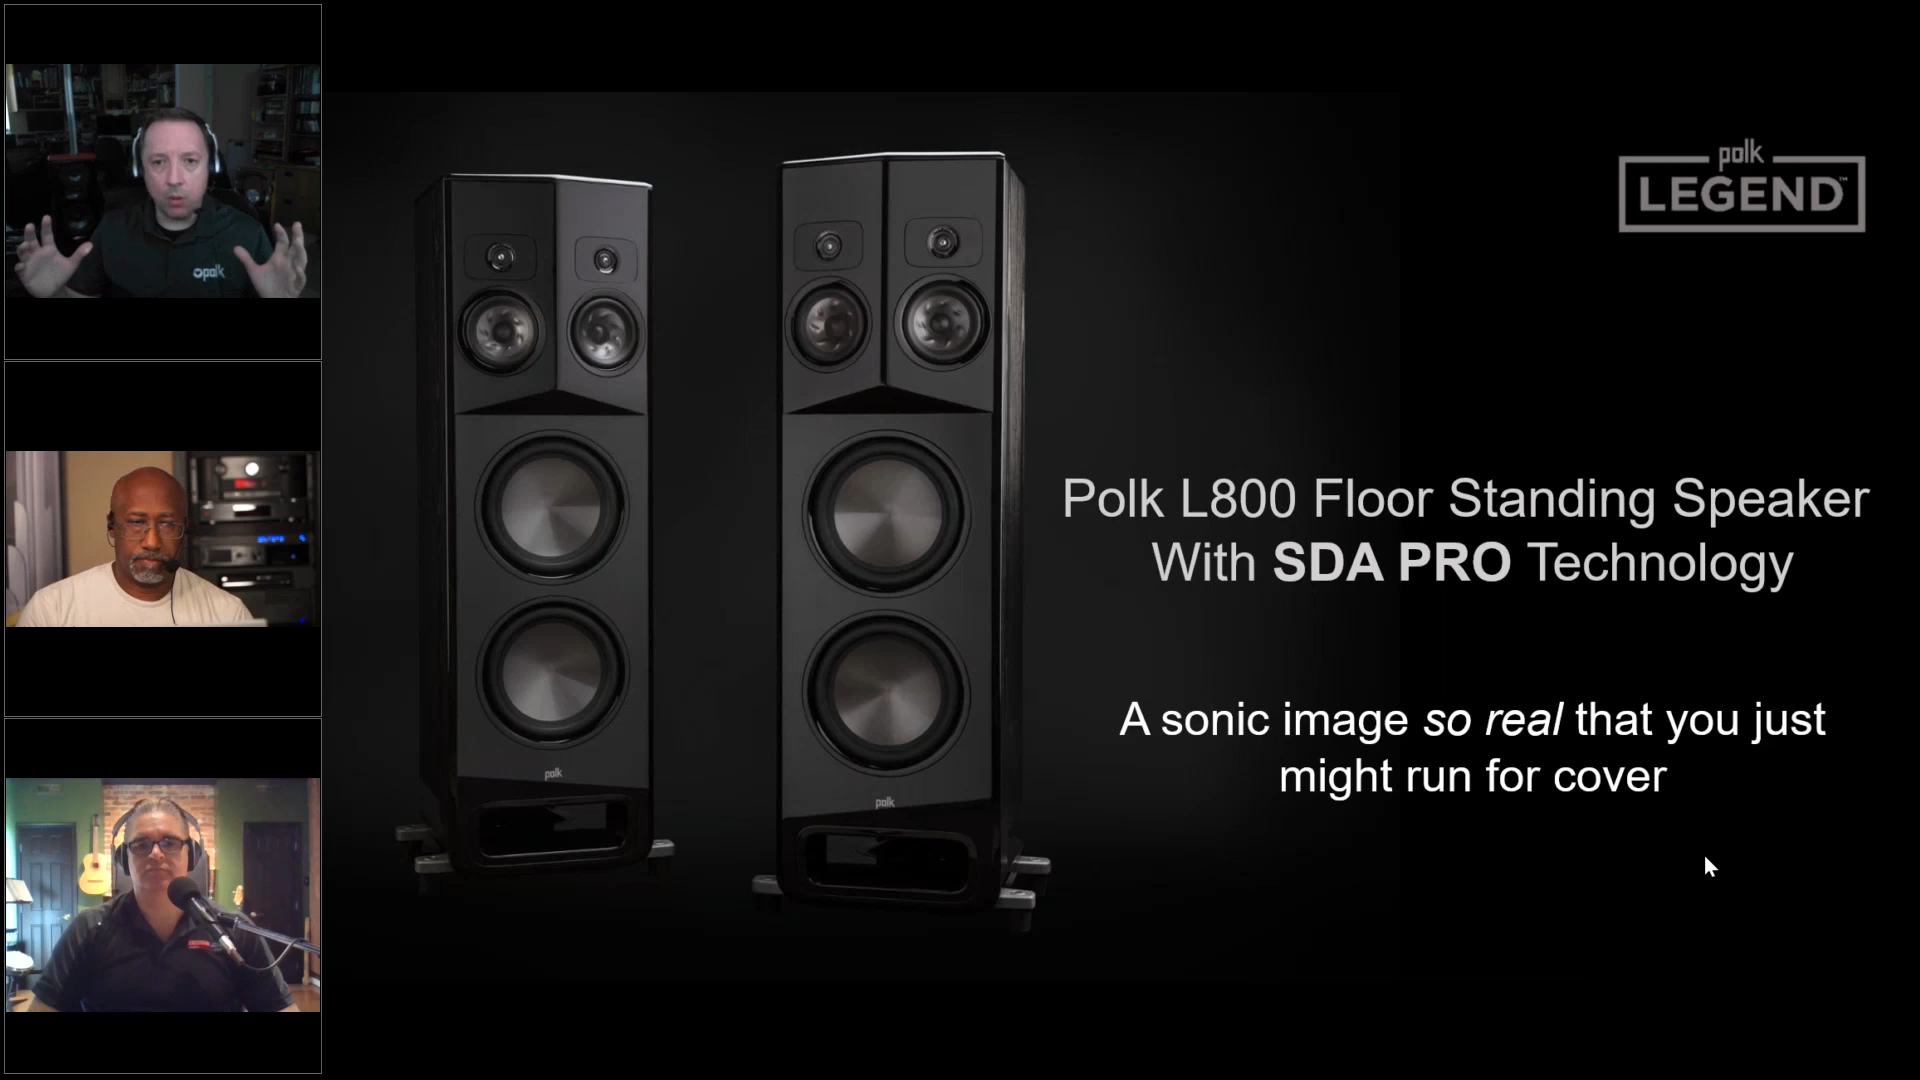 polk
polk
LEGEND™
Polk L800 Floor Standing Speaker
With SDA PRO Technology
A sonic image so real that you just
might run for cover
polk
polk